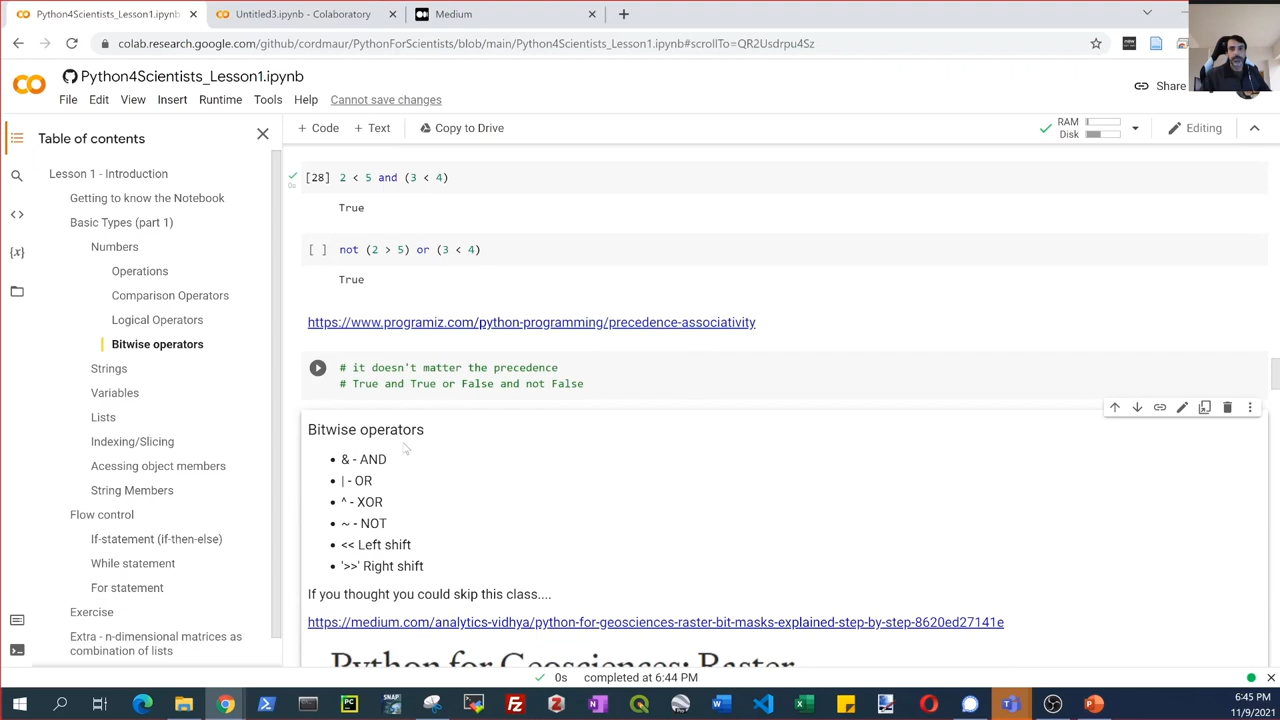 Python4Scientists_Lesson1.ipynb
Untitled3.ipynb - Colaboratory
Medium
colab.research.google.com/github/cordmaur/PythonForScientists/blob/main/Python4Scientists_Lesson1.ipynb#scrollTo=QR2Usdrpu4Sz
Python4Scientists_Lesson1.ipynb
File Edit View Insert Runtime Tools Help Cannot save changes
Share
+ Code + Text Copy to Drive
RAM
Disk
Editing
Table of contents
Lesson 1 - Introduction
Getting to know the Notebook
Basic Types (part 1)
Numbers
Operations
Comparison Operators
Logical Operators
Bitwise operators
Strings
Variables
Lists
Indexing/Slicing
Acessing object members
String Members
Flow control
If-statement (if-then-else)
While statement
For statement
Exercise
Extra - n-dimensional matrices as
combination of lists
[28] 2 < 5 and (3 < 4)
0s
True
[ ] not (2 > 5) or (3 < 4)
True
https://www.programiz.com/python-programming/precedence-associativity
# it doesn't matter the precedence
# True and True or False and not False
Bitwise operators
• & - AND
• | - OR
• ^ - XOR
• ~ - NOT
• << Left shift
• '>>' Right shift
If you thought you could skip this class....
https://medium.com/analytics-vidhya/python-for-geosciences-raster-bit-masks-explained-step-by-step-8620ed27141e
Python for Geosciences: Raster
0s completed at 6:44 PM
6:45 PM
11/9/2021